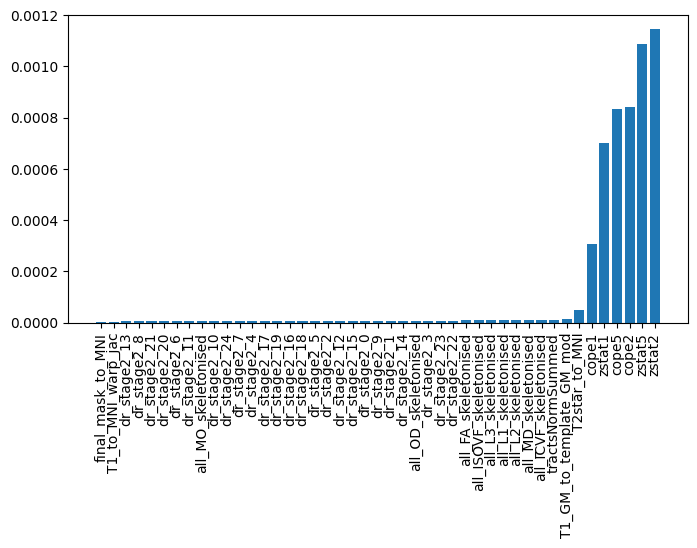 0.0012
0.0010
0.0008
0.0006
0.0004
0.0002
0.0000
final_mask_to_MNI
T1_to_MNI_warp_jac
dr_stage2_13
dr_stage2_8
dr_stage2_21
dr_stage2_20
dr_stage2_6
dr_stage2_11
all_MO_skeletonised
dr_stage2_10
dr_stage2_24
dr_stage2_7
dr_stage2_4
dr_stage2_17
dr_stage2_19
dr_stage2_16
dr_stage2_18
dr_stage2_5
dr_stage2_2
dr_stage2_12
dr_stage2_15
dr_stage2_0
dr_stage2_9
dr_stage2_1
dr_stage2_14
all_OD_skeletonised
dr_stage2_3
dr_stage2_23
dr_stage2_22
all_FA_skeletonised
all_ISOVF_skeletonised
all_L3_skeletonised
all_L1_skeletonised
all_L2_skeletonised
all_MD_skeletonised
all_ICVF_skeletonised
tractsNormSummed
T1_GM_to_template_GM_mod
T2star_to_MNI
cope1
zstat1
cope5
cope2
zstat5
zstat2